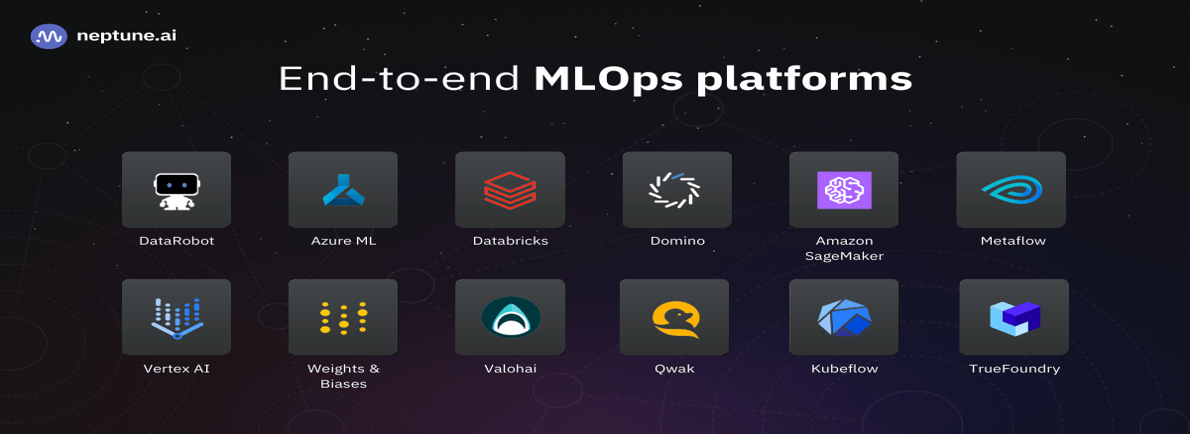 neptune.ai
End-to-end MLOps platforms
DataRobot
Azure ML
Databricks
Domino
Amazon
SageMaker
Metaflow
Vertex AI
Weights &
Biases
Valohai
Qwak
Kubeflow
TrueFoundry